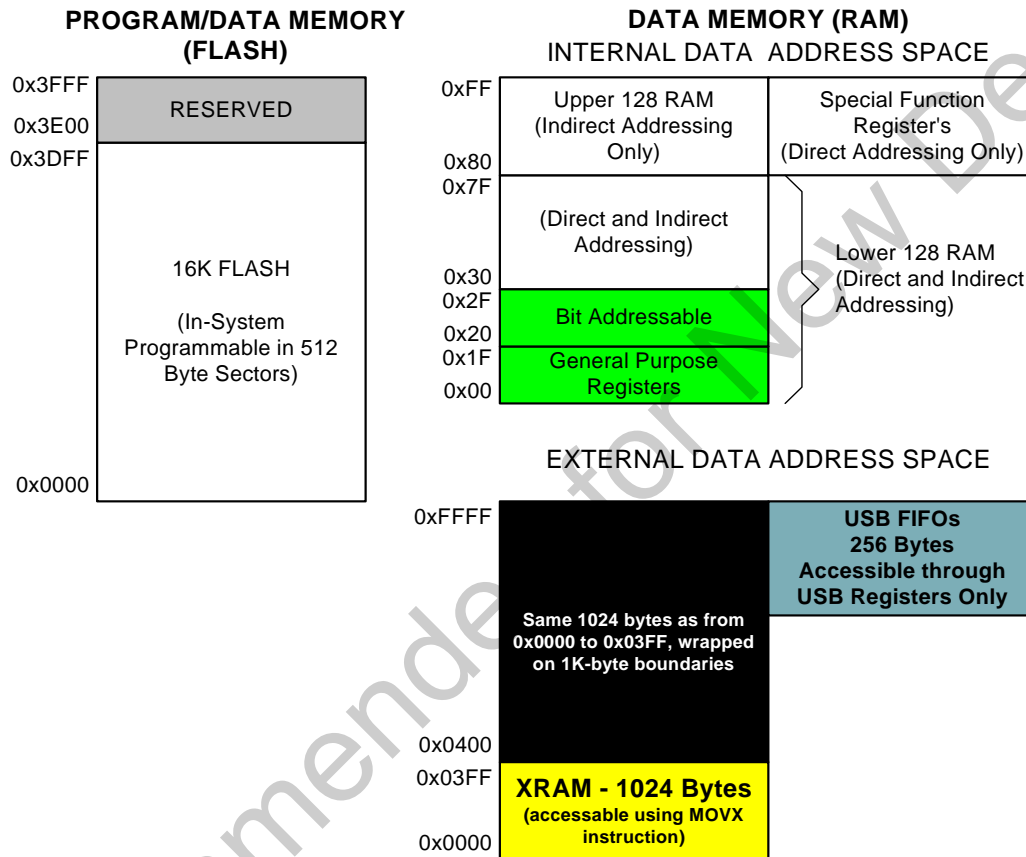 PROGRAM/DATA MEMORY
(FLASH)
0x3FFF
RESERVED
0x3E00
0x3DFF
16K FLASH
(In-System
Programmable in 512
Byte Sectors)
0x0000
DATA MEMORY (RAM)
INTERNAL DATA ADDRESS SPACE
0xFF
Upper 128 RAM
(Indirect Addressing
Only)
0x80
Special Function
Register's
(Direct Addressing Only)
0x7F
(Direct and Indirect
Addressing)
0x30
Lower 128 RAM
(Direct and Indirect
Addressing)
0x2F
Bit Addressable
0x20
0x1F
General Purpose
Registers
0x00
EXTERNAL DATA ADDRESS SPACE
0xFFFF
Same 1024 bytes as from
0x0000 to 0x03FF, wrapped
on 1K-byte boundaries
0x0400
USB FIFOs
256 Bytes
Accessible through
USB Registers Only
0x03FF
XRAM - 1024 Bytes
(accessable using MOVX
instruction)
0x0000
mmende for New De